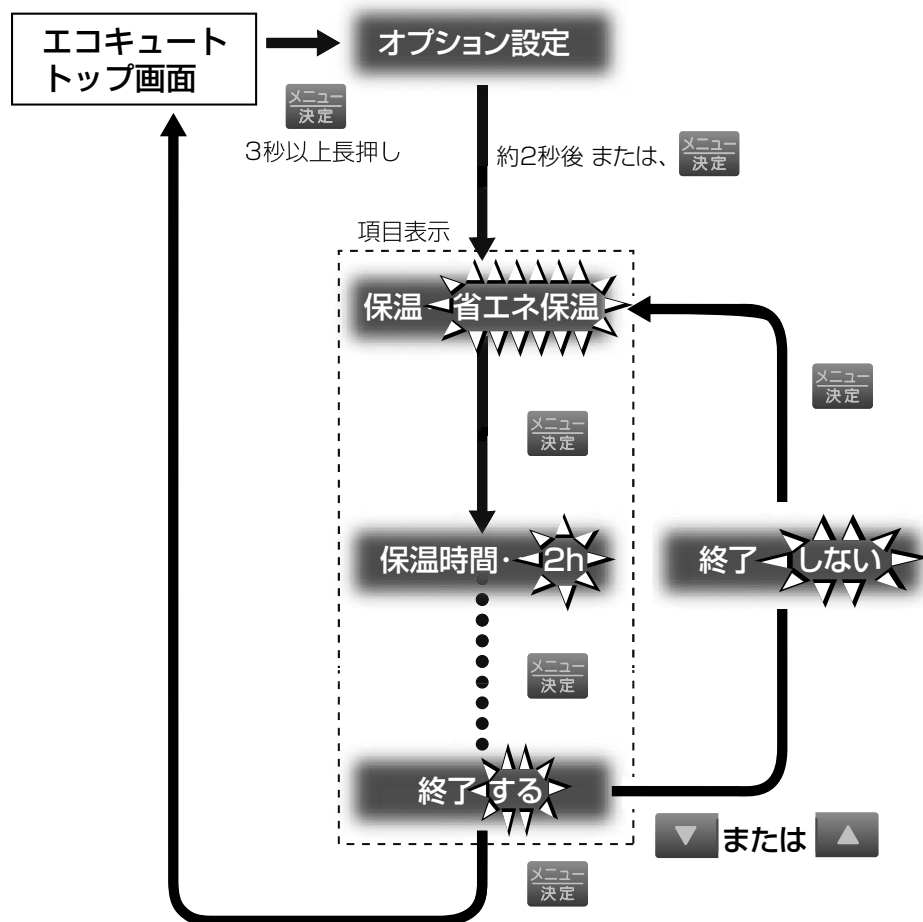 エコキュート
トップ画面
オプション設定
メニュー
決定
3秒以上長押し
約2秒後 または、
メニュー
決定
項目表示
保温 省エネ保温
メニュー
決定
メニュー
決定
保温時間・ 2h
終了 しない
メニュー
決定
終了 する
▼ または ▲
メニュー
決定